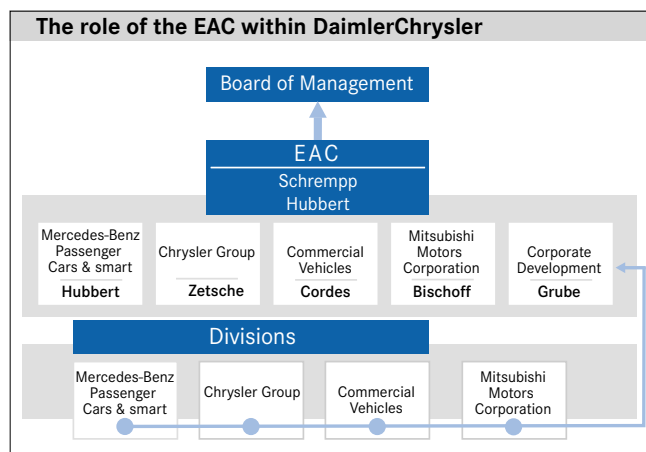 The role of the EAC within DaimlerChrysler
Board of Management
EAC
Schrempp
Hubbert
Mercedes-Benz
Passenger
Cars & smart
Hubbert
Chrysler Group
Zetsche
Commercial
Vehicles
Cordes
Mitsubishi
Motors
Corporation
Bischoff
Corporate
Development
Grube
Divisions
Mercedes-Benz
Passenger
Cars & smart
Chrysler Group
Commercial
Vehicles
Mitsubishi
Motors
Corporation